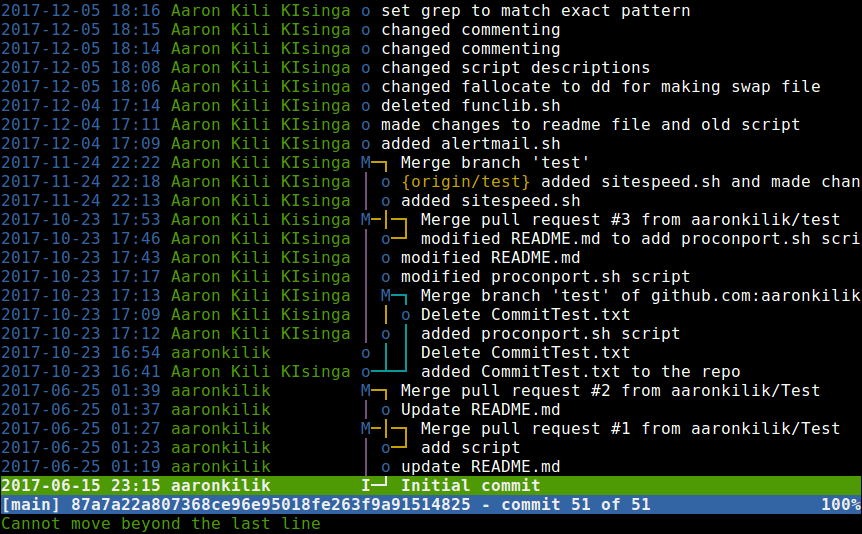 2017-12-05 18:16 Aaron Kili KIsinga o set grep to match exact pattern
2017-12-05 18:15 Aaron Kili KIsinga o changed commenting
2017-12-05 18:14 Aaron Kili KIsinga o changed commenting
2017-12-05 18:08 Aaron Kili KIsinga o changed script descriptions
2017-12-05 18:06 Aaron Kili KIsinga o changed fallocate to dd for making swap file
2017-12-04 17:14 Aaron Kili KIsinga o deleted funclib.sh
2017-12-04 17:11 Aaron Kili KIsinga o made changes to readme file and old script
2017-12-04 17:09 Aaron Kili KIsinga o added alertmail.sh
2017-11-24 22:22 Aaron Kili KIsinga M─┐ Merge branch 'test'
2017-11-24 22:18 Aaron Kili KIsinga │ o {origin/test} added sitespeed.sh and made chan
2017-11-24 22:13 Aaron Kili KIsinga │ o added sitespeed.sh
2017-10-23 17:53 Aaron Kili KIsinga M─│─┐ Merge pull request #3 from aaronkilik/test
2017-10-23 17:46 Aaron Kili KIsinga │ o─┘ modified README.md to add proconport.sh scri
2017-10-23 17:43 Aaron Kili KIsinga │ o modified README.md
2017-10-23 17:17 Aaron Kili KIsinga │ o modified proconport.sh script
2017-10-23 17:13 Aaron Kili KIsinga │ M─┐ Merge branch 'test' of github.com:aaronkilik
2017-10-23 17:09 Aaron Kili Kisinga │ │ o Delete CommitTest.txt
2017-10-23 17:12 Aaron Kili KIsinga │ o │ added proconport.sh script
2017-10-23 16:54 aaronkilik o │ │ Delete CommitTest.txt
2017-10-23 16:41 Aaron Kili KIsinga o─┴─┘ added CommitTest.txt to the repo
2017-06-25 01:39 aaronkilik M─┐ Merge pull request #2 from aaronkilik/Test
2017-06-25 01:37 aaronkilik │ o Update README.md
2017-06-25 01:27 aaronkilik M─│─┐ Merge pull request #1 from aaronkilik/Test
2017-06-25 01:23 aaronkilik │ o─┘ add script
2017-06-25 01:19 aaronkilik │ o update README.md
2017-06-15 23:15 aaronkilik I─┘ Initial commit
[main] 87a7a22a807368ce96e95018fe263f9a91514825 - commit 51 of 51 100%
Cannot move beyond the last line